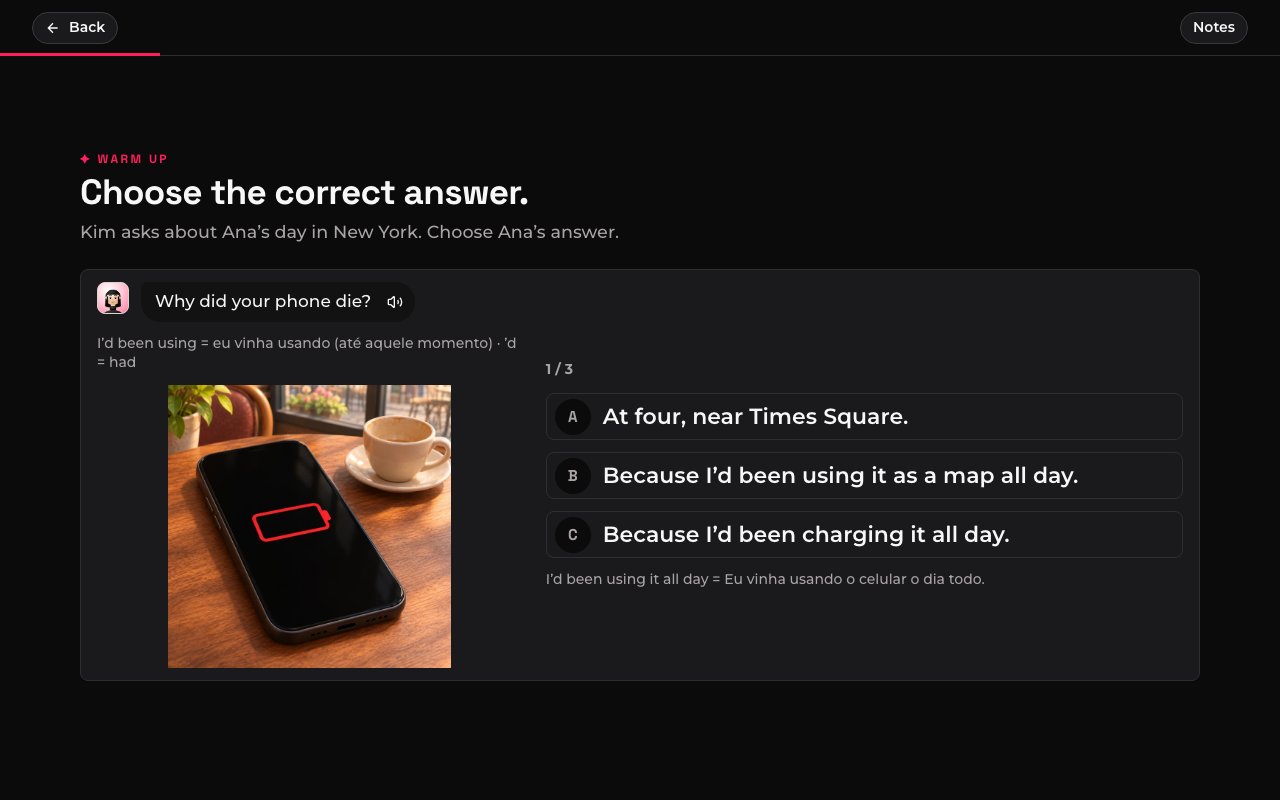 Back
Notes
WARM UP
Choose the correct answer.
Kim asks about Ana’s day in New York. Choose Ana’s answer.
Why did your phone die?
I’d been using = eu vinha usando (até aquele momento) · ’d
= had
1 / 3
A At four, near Times Square.
B Because I’d been using it as a map all day.
C Because I’d been charging it all day.
I’d been using it all day = Eu vinha usando o celular o dia todo.